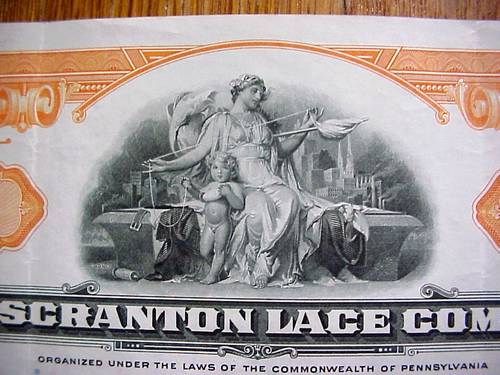 SCRANTON LACE COM
ORGANIZED UNDER THE LAWS OF THE COMMONWEALTH OF PENNSYLVANIA